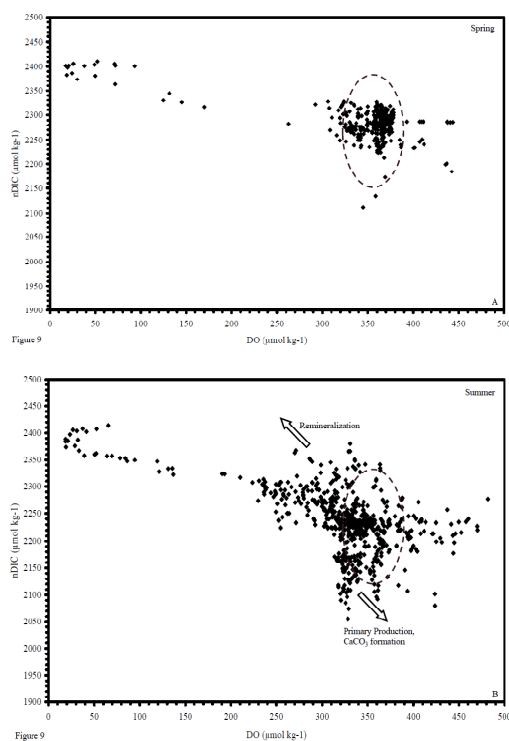 2500
Spring
2450
2400
2350
2300
2250
2200
2150
2100
2050
2000
1950
1900
nDIC (µmol kg-1)
A
0 50 100 150 200 250 300 350 400 450 500
Figure 9
DO (µmol kg-1)
2500
Summer
2450
2400
Remineralization
2350
2300
2250
2200
2150
2100
2050
2000
1950
1900
nDIC (µmol kg-1)
Primary Production,
CaCO3 formation
B
0 50 100 150 200 250 300 350 400 450 500
Figure 9
DO (µmol kg-1)